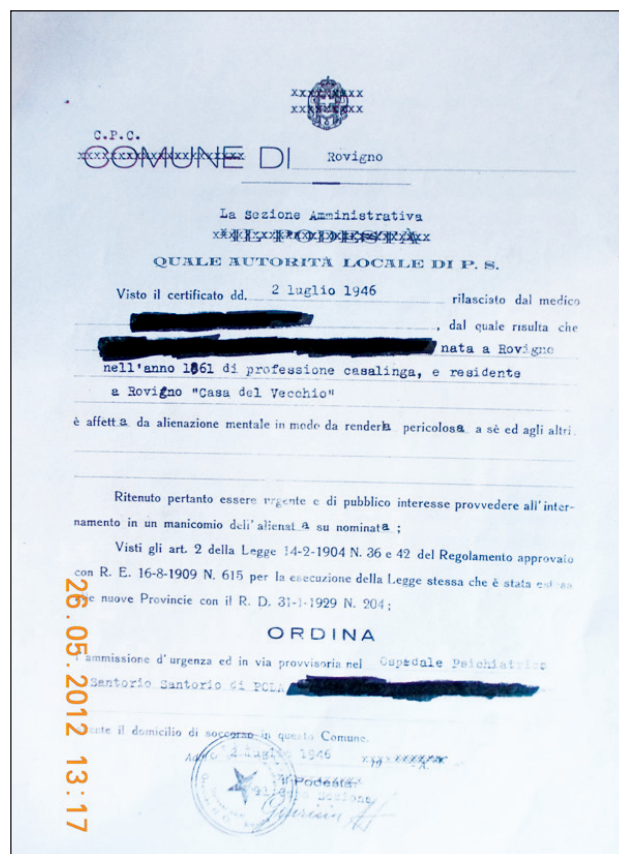 xxxxxxxxxx
xxxxxxxxxx
C.P.C.
COMUNE DI Rovigno
La Sezione Amministrativa
IL PODESTÀ
QUALE AUTORITÀ LOCALE DI P. S.
Visto il certificato dd. 2 luglio 1946 rilasciato dal medico
, dal quale risulta che
nata a Rovigno
nell'anno 1861 di professione casalinga, e residente
a Rovigno "Casa del Vecchio"
è affetta da alienazione mentale in modo da renderla pericolosa a sè ed agli altri.
Ritenuto pertanto essere urgente e di pubblico interesse provvedere all'inter-
namento in un manicomio dell'alienata su nominata ;
Visti gli art. 2 della Legge 14-2-1904 N. 36 e 42 del Regolamento approvato
con R. E. 16-8-1909 N. 615 per la esecuzione della Legge stessa che è stata estesa
alle nuove Provincie con il R. D. 31-1-1929 N. 204 ;
ORDINA
l'ammissione d'urgenza ed in via provvisoria nel Ospedale Psichiatrico
Santorio Santorio di POLA
il domicilio di soccorso in questo Comune.
2 luglio 1946
il Podestà
Sezione
26.05.2012 13:17